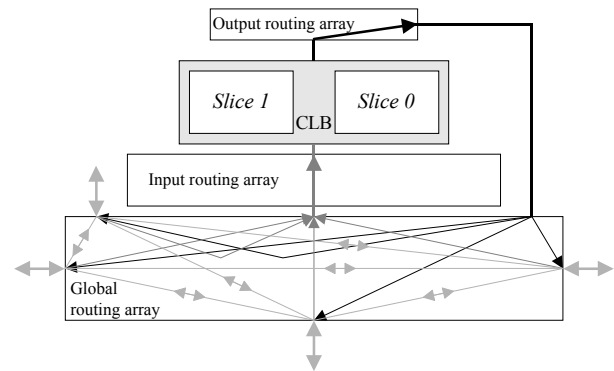 Output routing array
Slice 1
Slice 0
CLB
Input routing array
Global
routing array